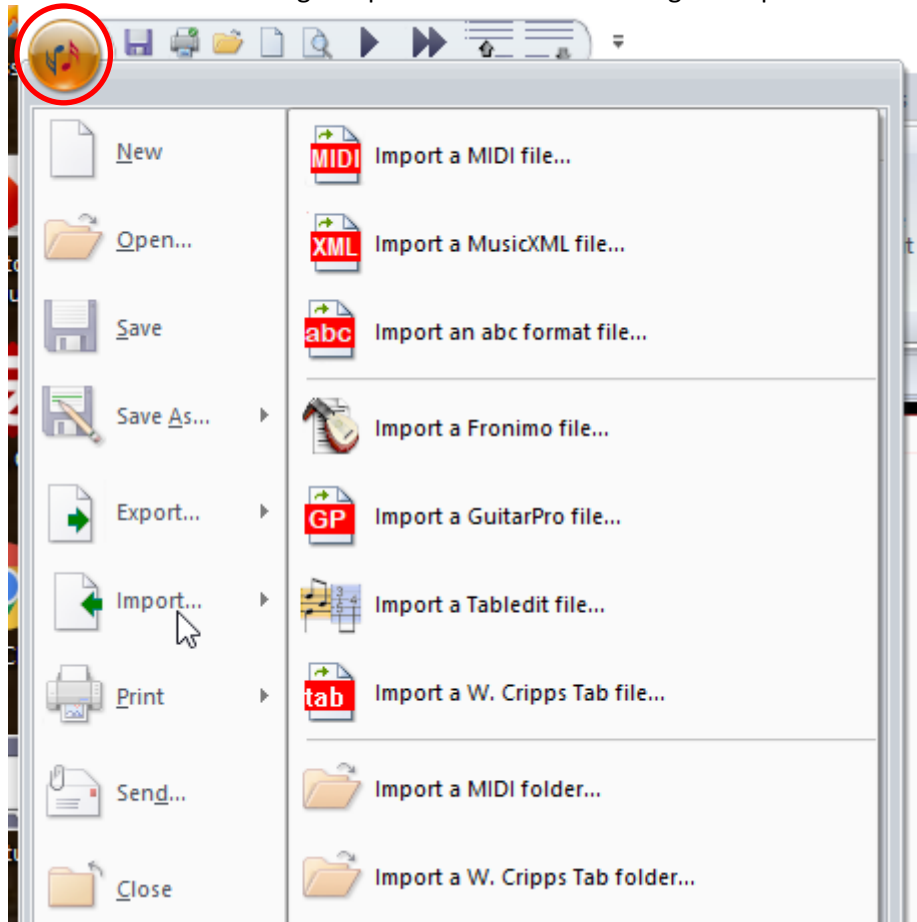 New
Open...
Save
Save As...
Export...
Import...
Print
Send...
Close
MIDI Import a MIDI file...
XML Import a MusicXML file...
abc Import an abc format file...
Import a Fronimo file...
GP Import a GuitarPro file...
Import a Tabledit file...
tab Import a W. Cripps Tab file...
Import a MIDI folder...
Import a W. Cripps Tab folder...